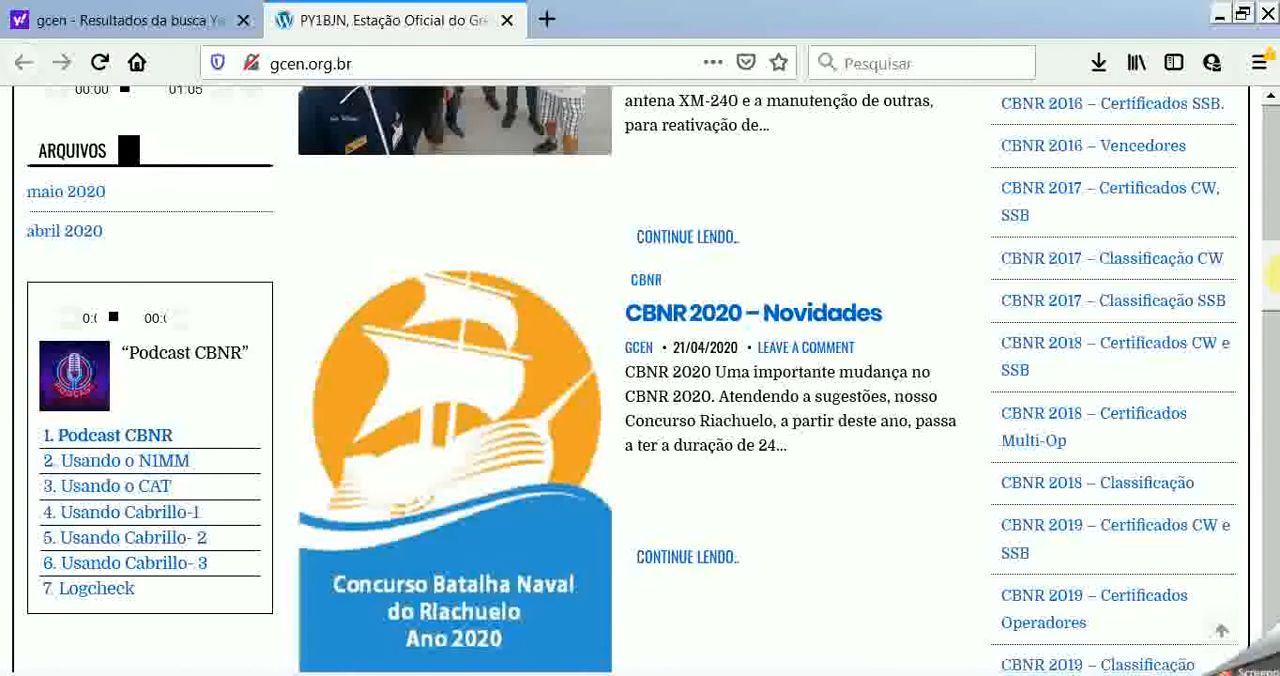 gcen - Resultados da busca
PY1BJN, Estação Oficial do Gr
gcen.org.br
Pesquisar
00:00
01:05
ARQUIVOS
maio 2020
abril 2020
“Podcast CBNR”
1. Podcast CBNR
2. Usando o N1MM
3. Usando o CAT
4. Usando Cabrillo-1
5. Usando Cabrillo- 2
6. Usando Cabrillo- 3
7. Logcheck
antena XM-240 e a manutenção de outras,
para reativação de...
CONTINUE LENDO..
CBNR
CBNR 2020 – Novidades
GCEN • 21/04/2020 • LEAVE A COMMENT
CBNR 2020 Uma importante mudança no
CBNR 2020. Atendendo a sugestões, nosso
Concurso Riachuelo, a partir deste ano, passa
a ter a duração de 24...
CONTINUE LENDO..
Concurso Batalha Naval
do Riachuelo
Ano 2020
CBNR 2016 – Certificados SSB.
CBNR 2016 – Vencedores
CBNR 2017 – Certificados CW,
SSB
CBNR 2017 – Classificação CW
CBNR 2017 – Classificação SSB
CBNR 2018 – Certificados CW e
SSB
CBNR 2018 – Certificados
Multi-Op
CBNR 2018 – Classificação
CBNR 2019 – Certificados CW e
SSB
CBNR 2019 – Certificados
Operadores
CBNR 2019 – Classificação